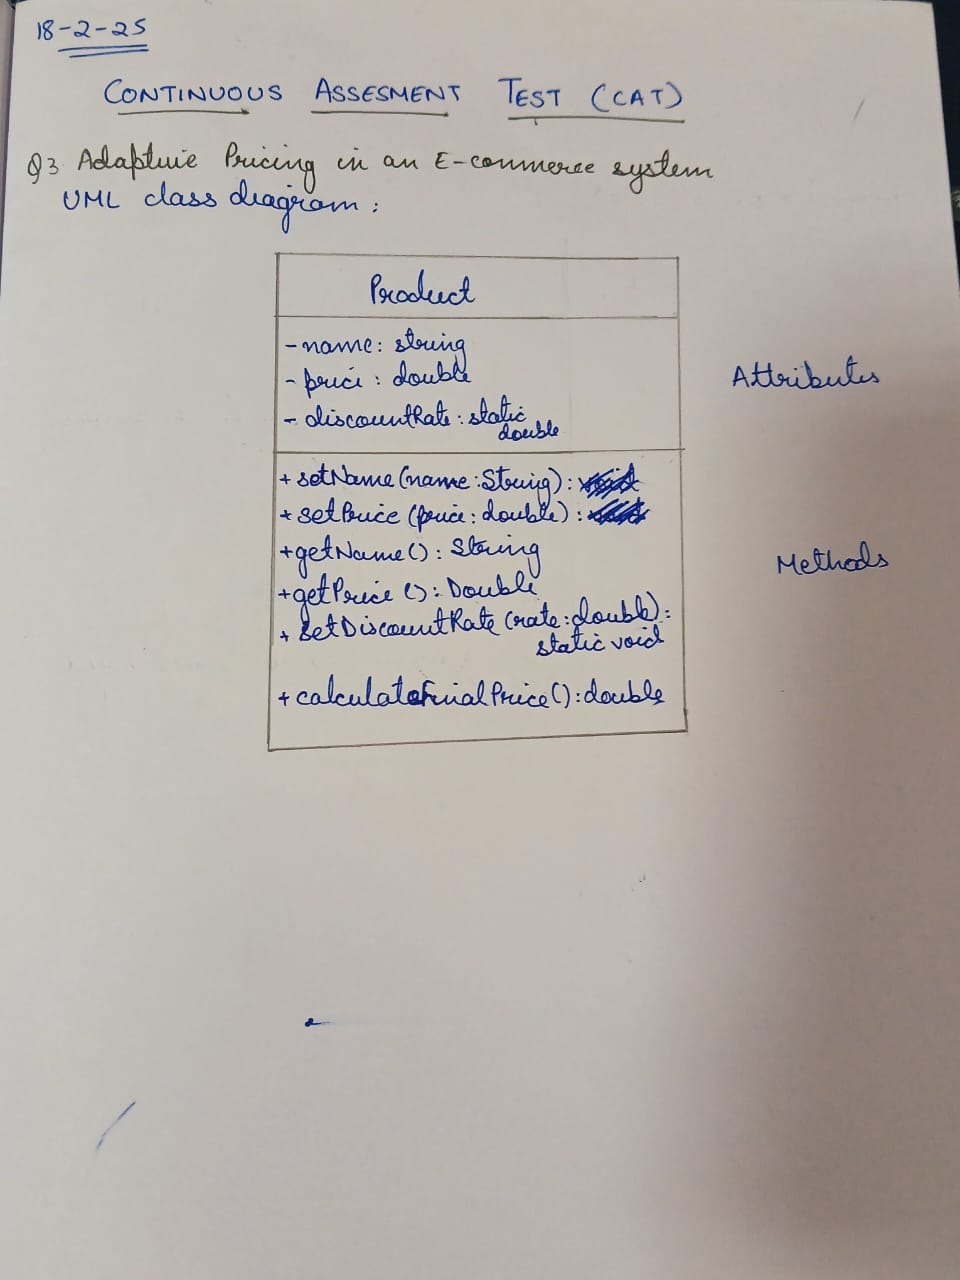 18-2-25
CONTINUOUS ASSESMENT TEST (CAT)
Q3. Adaptive Pricing in an E-commerce system
UML class diagram :
Product
- name : string
- price : double
- discountRate : static
double
Attributes
+ setName (name : String) :
+ setPrice (price : double) :
+ getName () : String
+ getPrice () : Double
+ setDiscountRate (rate : double) :
static void
+ calculateFinalPrice () : double
Methods